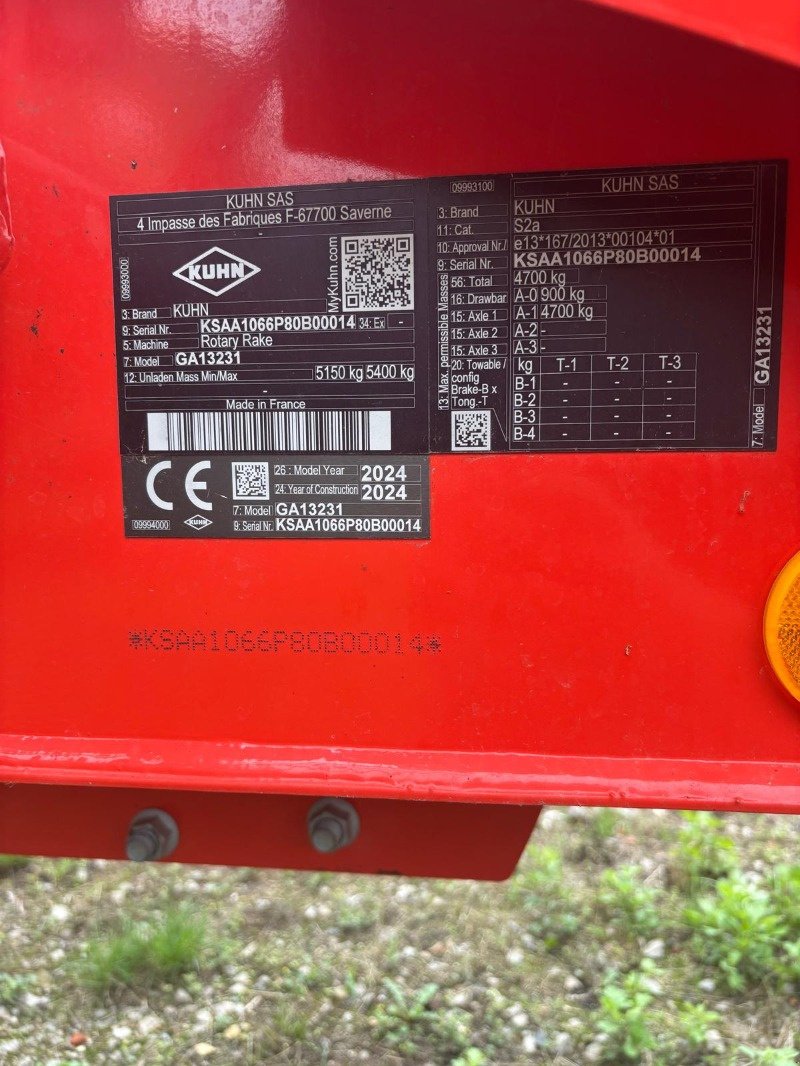 KUHN SAS
4 Impasse des Fabriques F-67700 Saverne
09993000
KUHN
MyKuhn.com
3: Brand KUHN
9: Serial Nr. KSAA1066P80B00014 34: Ex -
5: Machine Rotary Rake
7: Model GA13231
12: Unladen Mass Min/Max 5150 kg 5400 kg
-
Made in France
09993100
KUHN SAS
3: Brand KUHN
11: Cat. S2a
10: Approval Nr./ e13*167/2013*00104*01
9: Serial Nr. KSAA1066P80B00014
13: Max. permissible Masses
56: Total 4700 kg
16: Drawbar A-0 900 kg
15: Axle 1 A-1 4700 kg
15: Axle 2 A-2 -
15: Axle 3 A-3 -
20: Towable /
config
Brake-B x
Tong.-T
kg T-1 T-2 T-3
B-1 - - -
B-2 - - -
B-3 - - -
B-4 - - -
7: Model GA13231
CE
26 : Model Year 2024
24: Year of Construction 2024
7: Model GA13231
9: Serial Nr. KSAA1066P80B00014
09994000
KUHN
*KSAA1066P80B00014*